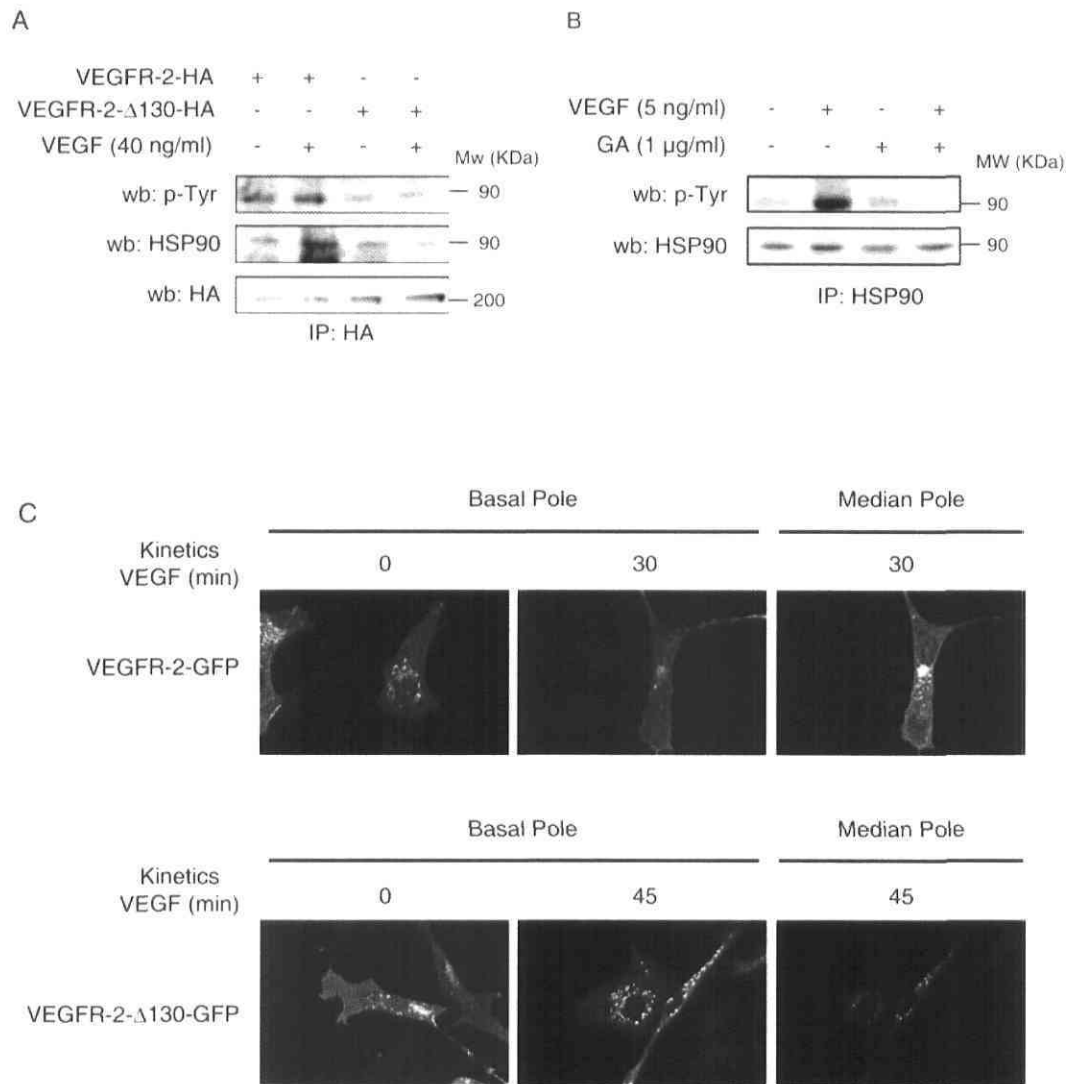 A
VEGFR-2-HA + + - -
VEGFR-2-Δ130-HA - - + +
VEGF (40 ng/ml) - + - +
Mw (KDa)
wb: p-Tyr 90
wb: HSP90 90
wb: HA 200
IP: HA
B
VEGF (5 ng/ml) - + - +
GA (1 µg/ml) - - + +
MW (KDa)
wb: p-Tyr 90
wb: HSP90 90
IP: HSP90
C
Basal Pole Median Pole
Kinetics
VEGF (min) 0 30 30
VEGFR-2-GFP
Basal Pole Median Pole
Kinetics
VEGF (min) 0 45 45
VEGFR-2-Δ130-GFP